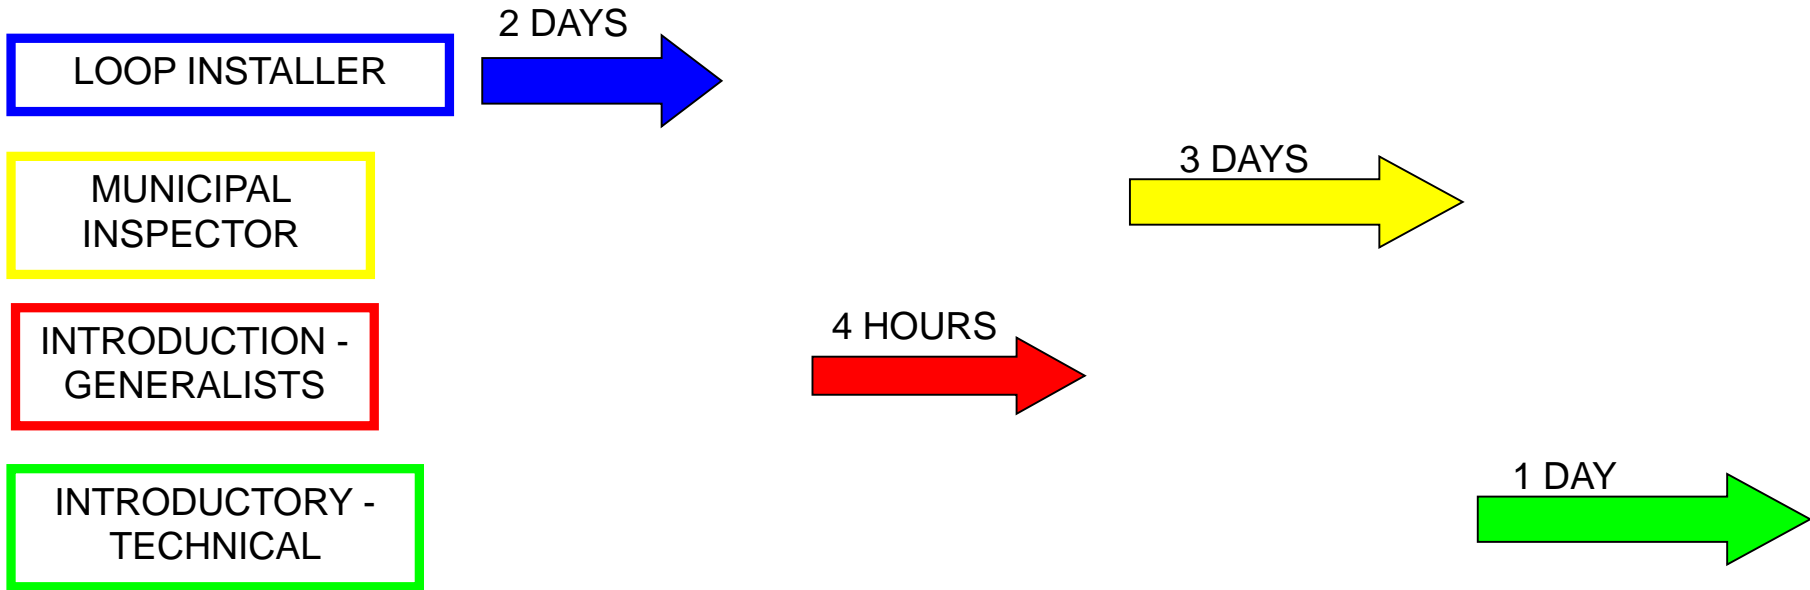 2 DAYS
LOOP INSTALLER
3 DAYS
MUNICIPAL
INSPECTOR
4 HOURS
INTRODUCTION -
GENERALISTS
1 DAY
INTRODUCTORY -
TECHNICAL